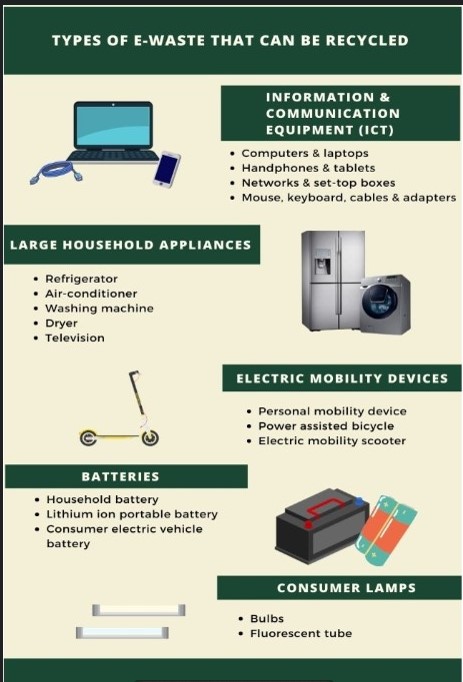 TYPES OF E-WASTE THAT CAN BE RECYCLED
INFORMATION &
COMMUNICATION
EQUIPMENT (ICT)
• Computers & laptops
• Handphones & tablets
• Networks & set-top boxes
• Mouse, keyboard, cables & adapters
LARGE HOUSEHOLD APPLIANCES
• Refrigerator
• Air-conditioner
• Washing machine
• Dryer
• Television
ELECTRIC MOBILITY DEVICES
• Personal mobility device
• Power assisted bicycle
• Electric mobility scooter
BATTERIES
• Household battery
• Lithium ion portable battery
• Consumer electric vehicle
battery
CONSUMER LAMPS
• Bulbs
• Fluorescent tube